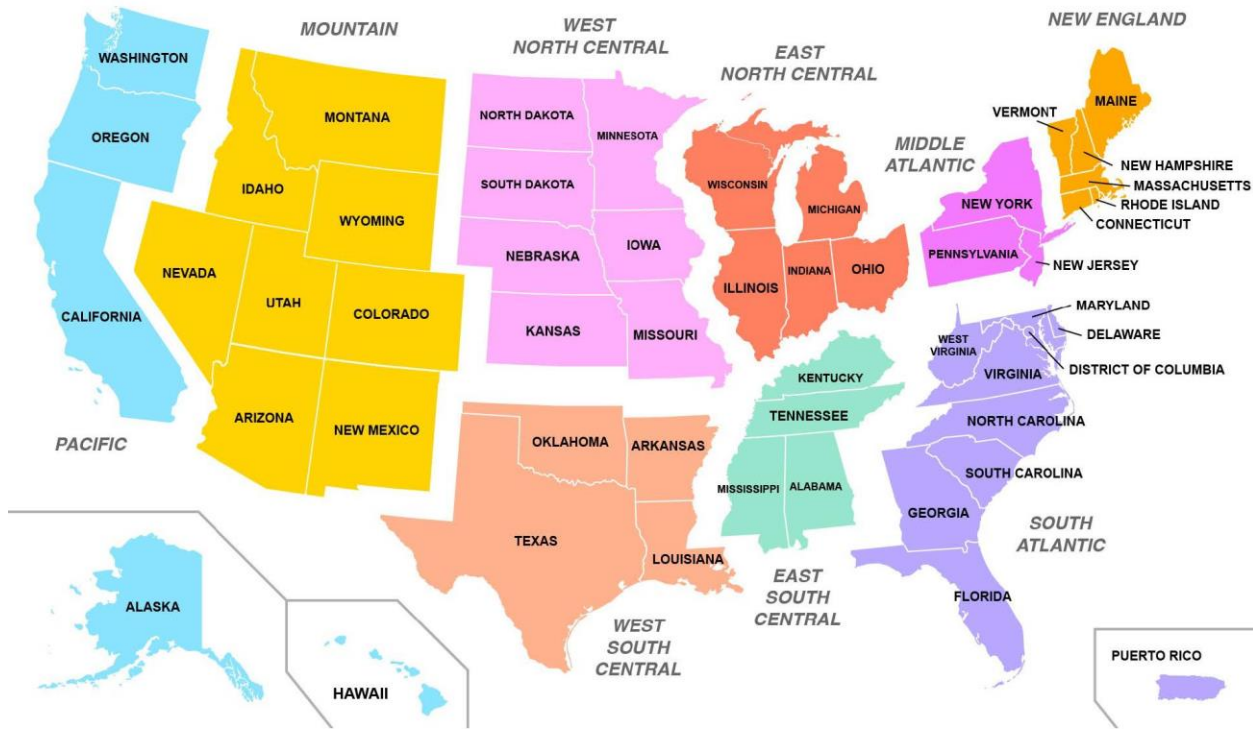 NEW ENGLAND
MOUNTAIN
WEST
NORTH CENTRAL
EAST
NORTH CENTRAL
WASHINGTON
MAINE
NORTH DAKOTA
MONTANA
VERMONT
MINNESOTA
OREGON
MIDDLE
ATLANTIC
NEW HAMPSHIRE
SOUTH DAKOTA
WISCONSIN
IDAHO
MASSACHUSETTS
NEW YORK
RHODE ISLAND
MICHIGAN
WYOMING
CONNECTICUT
IOWA
NEBRASKA
PENNSYLVANIA
NEW JERSEY
NEVADA
OHIO
INDIANA
ILLINOIS
UTAH
MARYLAND
CALIFORNIA
COLORADO
KANSAS
MISSOURI
DELAWARE
WEST
VIRGINIA
DISTRICT OF COLUMBIA
VIRGINIA
KENTUCKY
TENNESSEE
ARIZONA
NEW MEXICO
NORTH CAROLINA
PACIFIC
OKLAHOMA
ARKANSAS
SOUTH CAROLINA
MISSISSIPPI
ALABAMA
GEORGIA
SOUTH
ATLANTIC
TEXAS
LOUISIANA
EAST
SOUTH
CENTRAL
FLORIDA
ALASKA
WEST
SOUTH
CENTRAL
PUERTO RICO
HAWAII